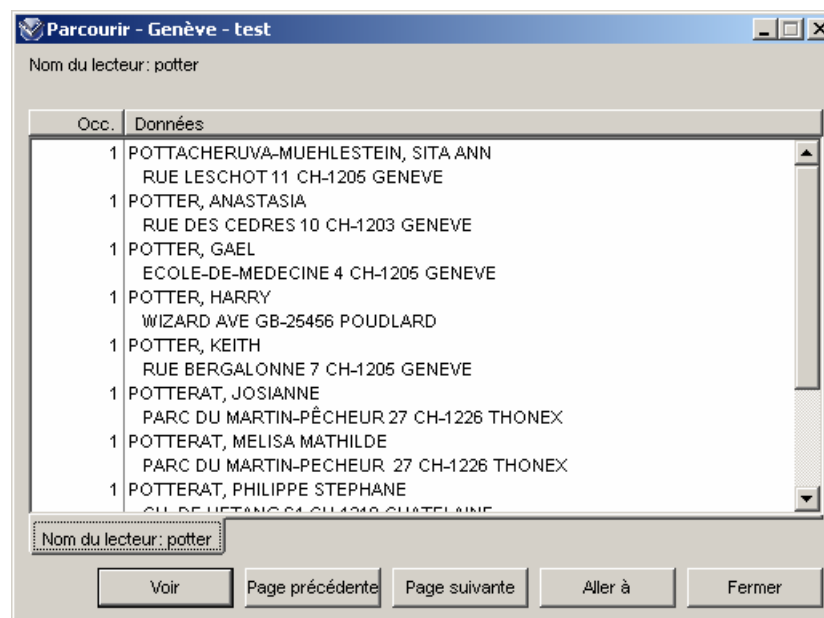 Parcourir - Genève - test
Nom du lecteur: potter
Occ. Données
1 POTTACHERUVA-MUEHLESTEIN, SITA ANN
RUE LESCHOT 11 CH-1205 GENEVE
1 POTTER, ANASTASIA
RUE DES CEDRES 10 CH-1203 GENEVE
1 POTTER, GAEL
ECOLE-DE-MEDECINE 4 CH-1205 GENEVE
1 POTTER, HARRY
WIZARD AVE GB-25456 POUDLARD
1 POTTER, KEITH
RUE BERGALONNE 7 CH-1205 GENEVE
1 POTTERAT, JOSIANNE
PARC DU MARTIN-PÊCHEUR 27 CH-1226 THONEX
1 POTTERAT, MELISA MATHILDE
PARC DU MARTIN-PECHEUR 27 CH-1226 THONEX
1 POTTERAT, PHILIPPE STEPHANE
Nom du lecteur: potter
Voir Page précédente Page suivante Aller à Fermer